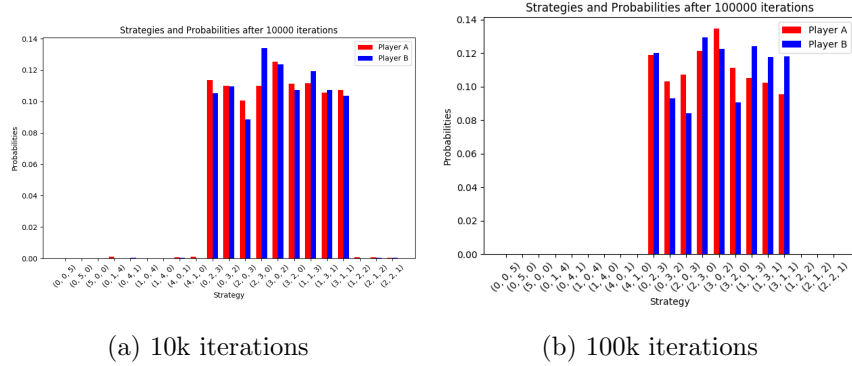 Strategies and Probabilities after 10000 iterations
Player A
Player B
0.14
0.12
0.10
0.08
0.06
0.04
0.02
0.00
Probabilities
(0, 0, 5)
(0, 5, 0)
(5, 0, 0)
(0, 1, 4)
(0, 4, 1)
(1, 0, 4)
(1, 4, 0)
(4, 0, 1)
(4, 1, 0)
(0, 2, 3)
(0, 3, 2)
(2, 0, 3)
(2, 3, 0)
(3, 0, 2)
(3, 2, 0)
(1, 1, 3)
(1, 3, 1)
(3, 1, 1)
(1, 2, 2)
(2, 1, 2)
(2, 2, 1)
Strategy
(a) 10k iterations
Strategies and Probabilities after 100000 iterations
Player A
Player B
0.14
0.12
0.10
0.08
0.06
0.04
0.02
0.00
Probabilities
(0, 0, 5)
(0, 5, 0)
(5, 0, 0)
(0, 1, 4)
(0, 4, 1)
(1, 0, 4)
(1, 4, 0)
(4, 0, 1)
(4, 1, 0)
(0, 2, 3)
(0, 3, 2)
(2, 0, 3)
(2, 3, 0)
(3, 0, 2)
(3, 2, 0)
(1, 1, 3)
(1, 3, 1)
(3, 1, 1)
(1, 2, 2)
(2, 1, 2)
(2, 2, 1)
Strategy
(b) 100k iterations